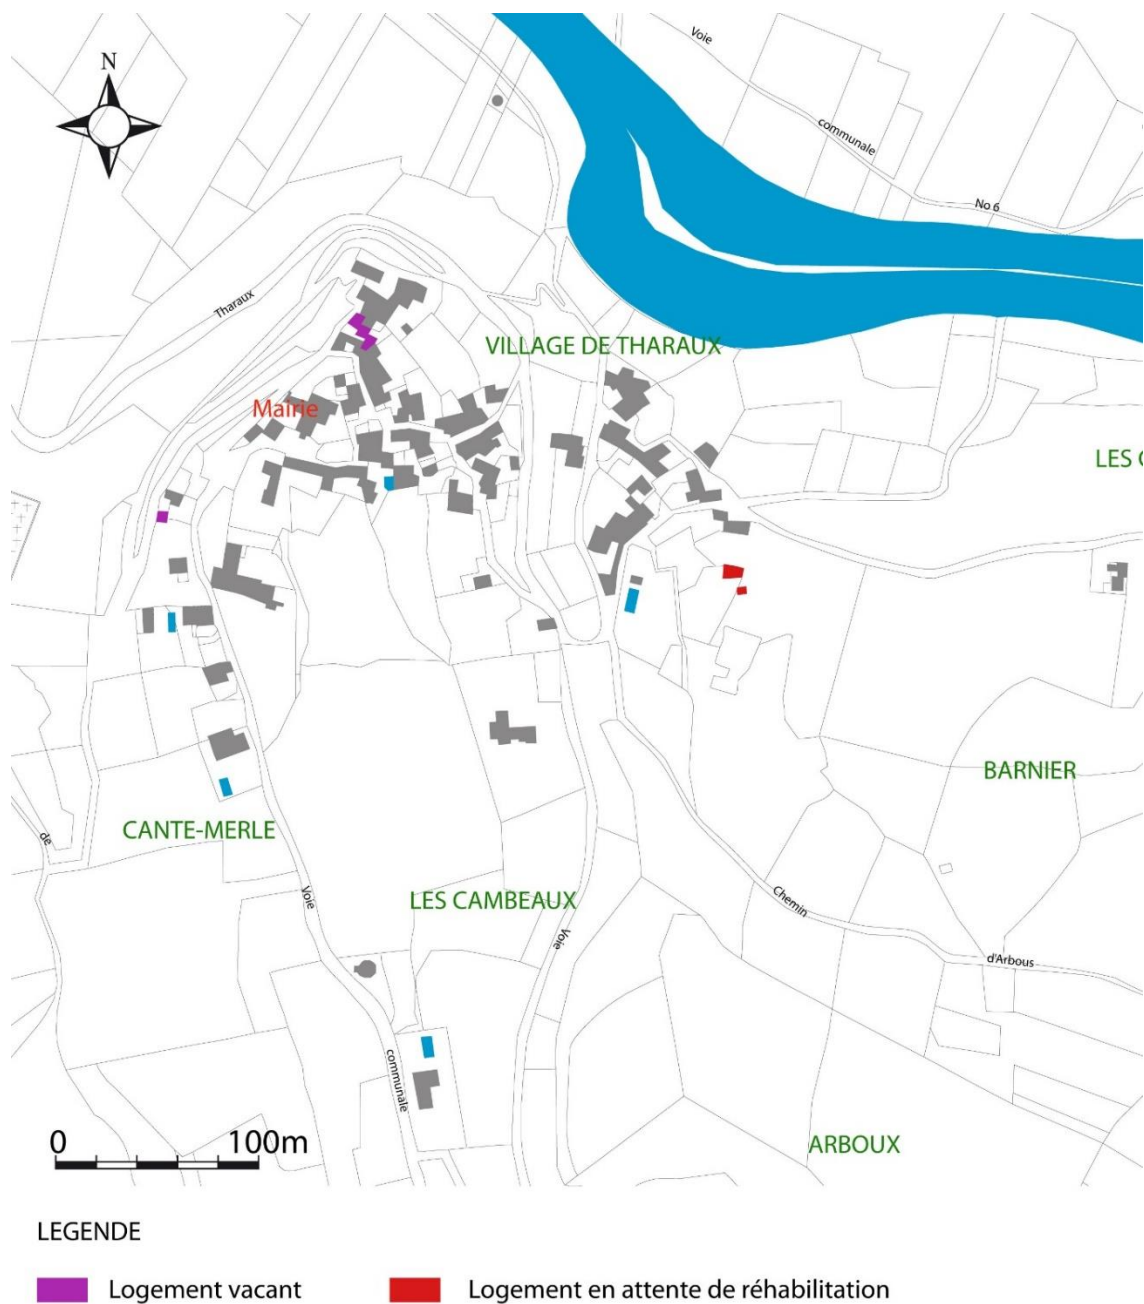 Voie
N
communale
No 6
Tharaux
VILLAGE DE THARAUX
Mairie
LES C
BARNIER
CANTE-MERLE
de
Voie
LES CAMBEAUX
Chemin
Voie
d'Arbous
communale
0 100m
ARBOUX
LEGENDE
Logement vacant
Logement en attente de réhabilitation